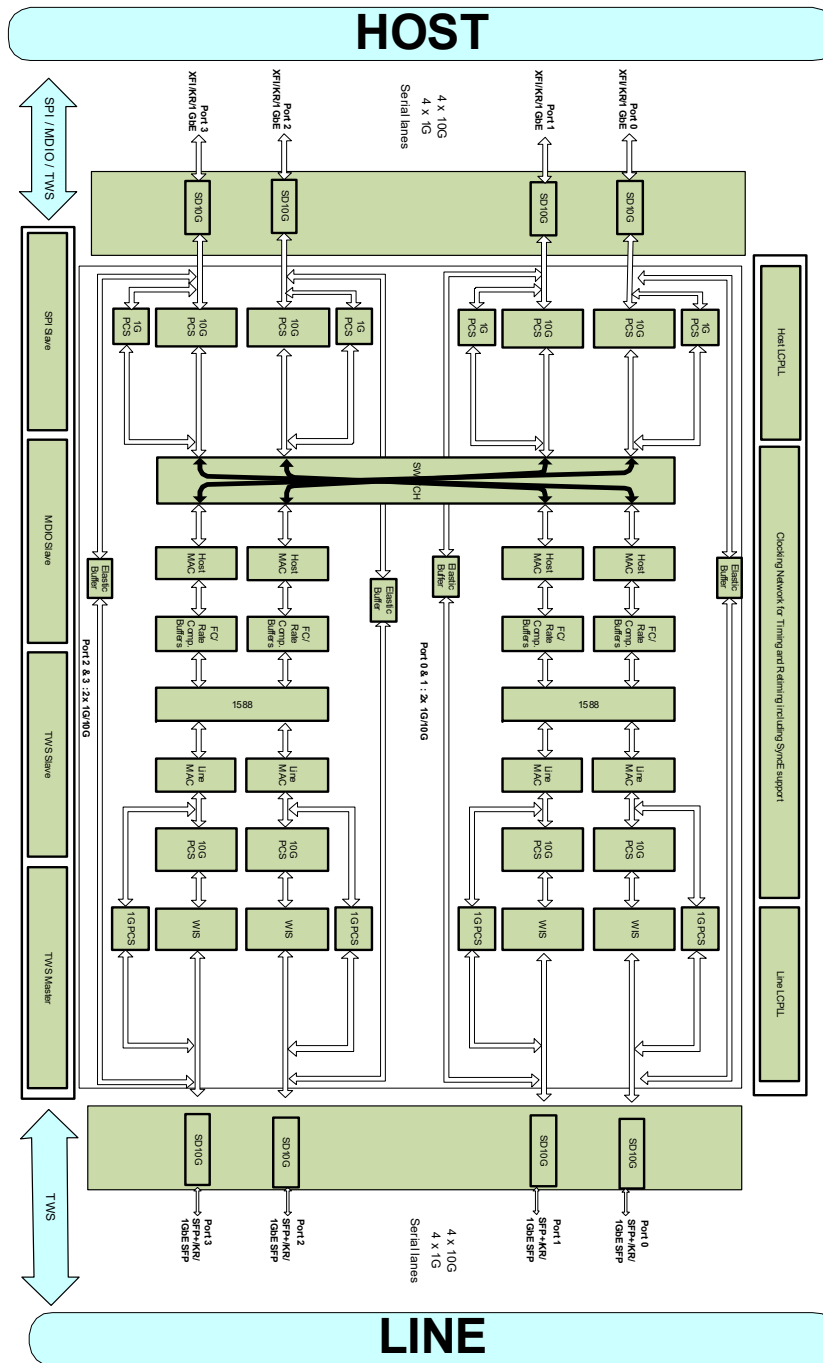 HOST
Port 3
XFI/KR/1 GbE
Port 2
XFI/KR/1 GbE
4 x 10G
4 x 1G
Serial lanes
Port 1
XFI/KR/1 GbE
Port 0
XFI/KR/1 GbE
SPI / MDIO / TWS
SD10G
SD10G
SD10G
SD10G
SPI Slave
1G
PCS
10G
PCS
10G
PCS
1G
PCS
1G
PCS
10G
PCS
10G
PCS
1G
PCS
Host LCPLL
SW
CH
MDIO Slave
Host
MAC
Host
MAC
Host
MAC
Host
MAC
Elastic
Buffer
Elastic
Buffer
Elastic
Buffer
Elastic
Buffer
FC/
Rate
Comp.
Buffers
FC/
Rate
Comp.
Buffers
FC/
Rate
Comp.
Buffers
FC/
Rate
Comp.
Buffers
Clocking Network for Timing and Retiming including SyncE support
Port 2 & 3 : 2x 1G/10G
Port 0 & 1 : 2x 1G/10G
TWS Slave
1588
1588
Line
MAC
Line
MAC
Line
MAC
Line
MAC
10G
PCS
10G
PCS
10G
PCS
10G
PCS
TWS Master
1G PCS
WIS
WIS
1G PCS
1G PCS
WIS
WIS
1G PCS
Line LCPLL
SD10G
SD10G
SD10G
SD10G
TWS
Port 3
SFP+/KR/
1GbE SFP
Port 2
SFP+/KR/
1GbE SFP
4 x 10G
4 x 1G
Serial lanes
Port 1
SFP+/KR/
1GbE SFP
Port 0
SFP+/KR/
1GbE SFP
LINE